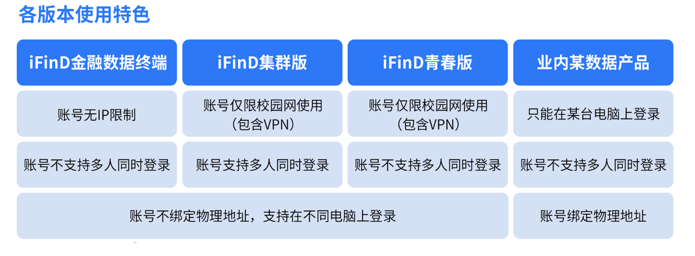 各版本使用特色
iFinD金融数据终端
iFinD集群版
iFinD青春版
业内某数据产品
账号无IP限制
账号仅限校园网使用
（包含VPN）
账号仅限校园网使用
（包含VPN）
只能在某台电脑上登录
账号不支持多人同时登录
账号支持多人同时登录
账号不支持多人同时登录
账号不支持多人同时登录
账号不绑定物理地址，支持在不同电脑上登录
账号绑定物理地址